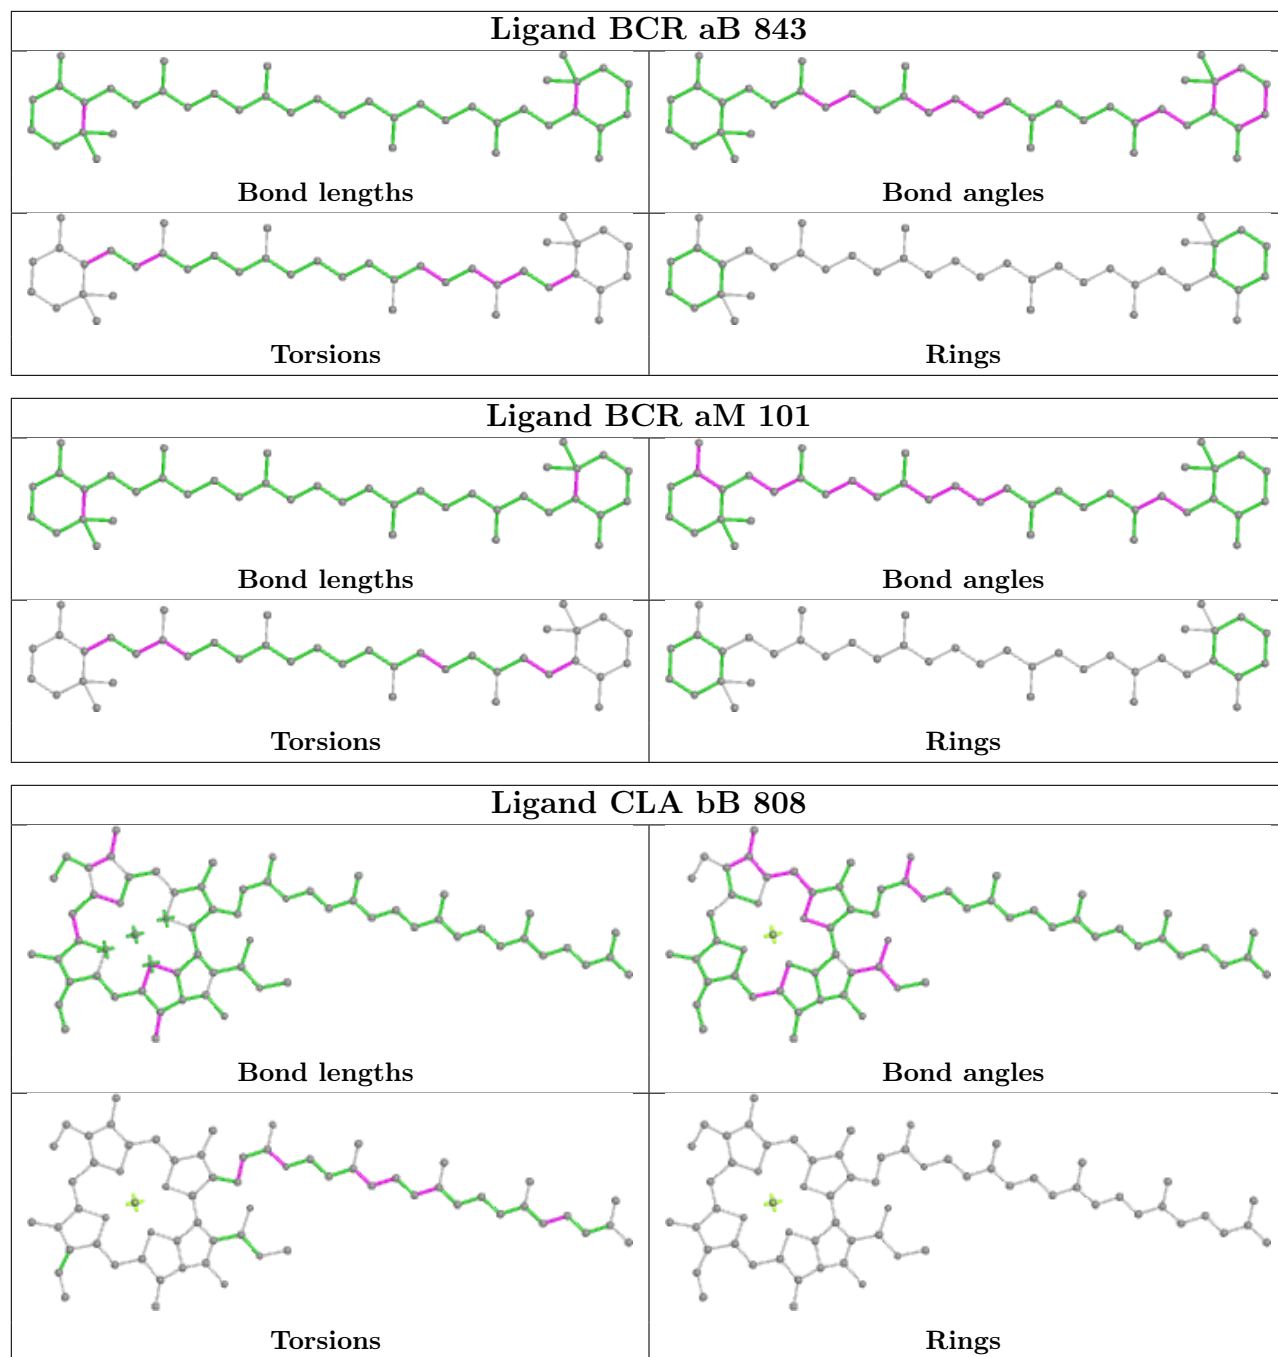 Ligand BCR aB 843
Bond lengths
Bond angles
Torsions
Rings
Ligand BCR aM 101
Bond lengths
Bond angles
Torsions
Rings
Ligand CLA bB 808
Bond lengths
Bond angles
Torsions
Rings